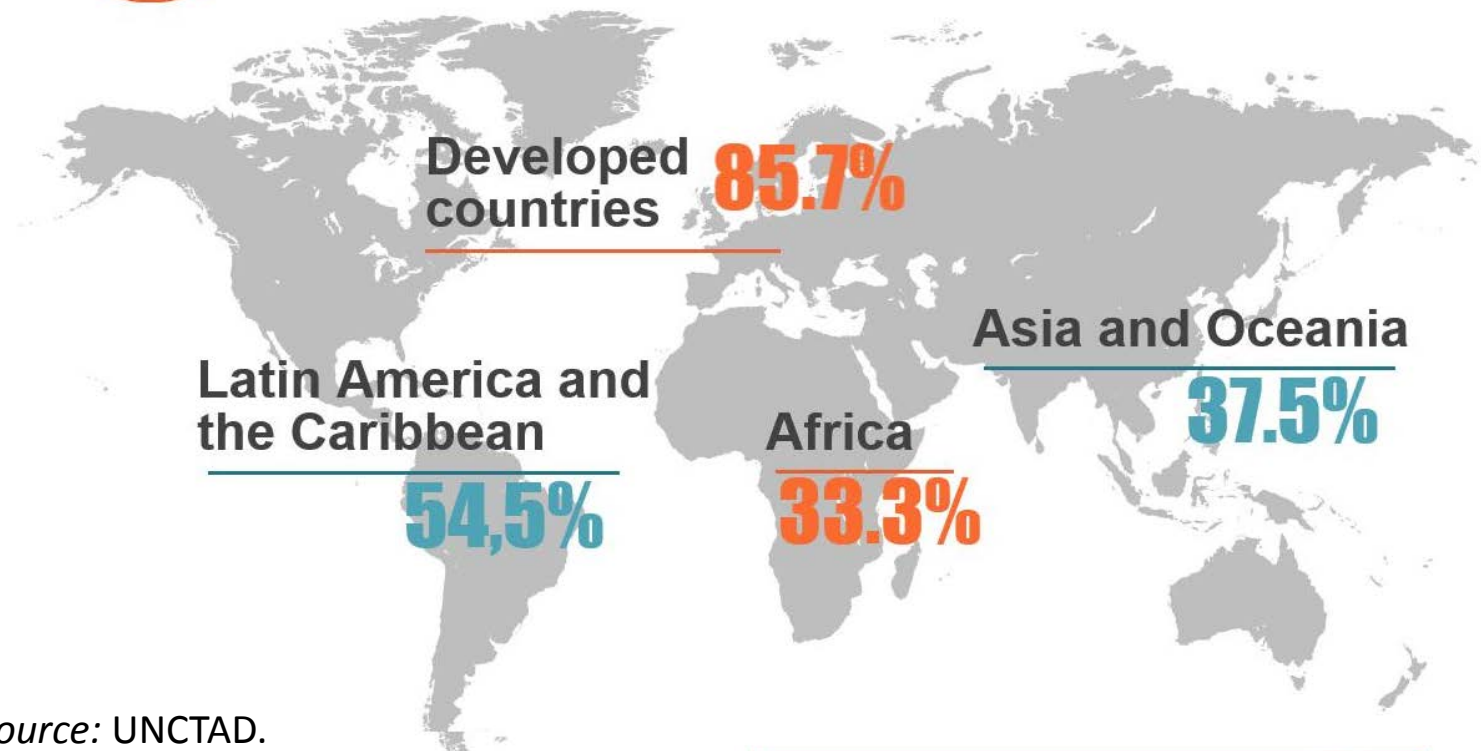 Developed
countries
85.7%
Asia and Oceania
37.5%
Latin America and
the Caribbean
54,5%
Africa
33.3%
ource: UNCTAD.